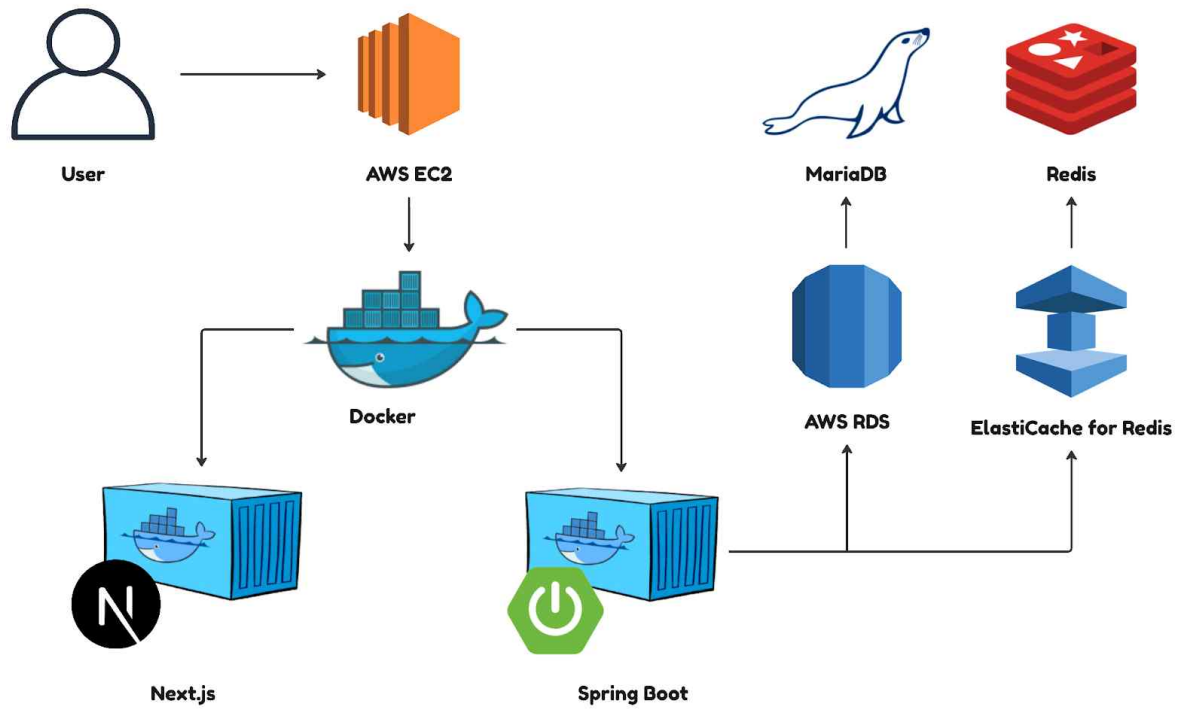 User
AWS EC2
MariaDB
Redis
Docker
AWS RDS
ElastiCache for Redis
Next.js
Spring Boot